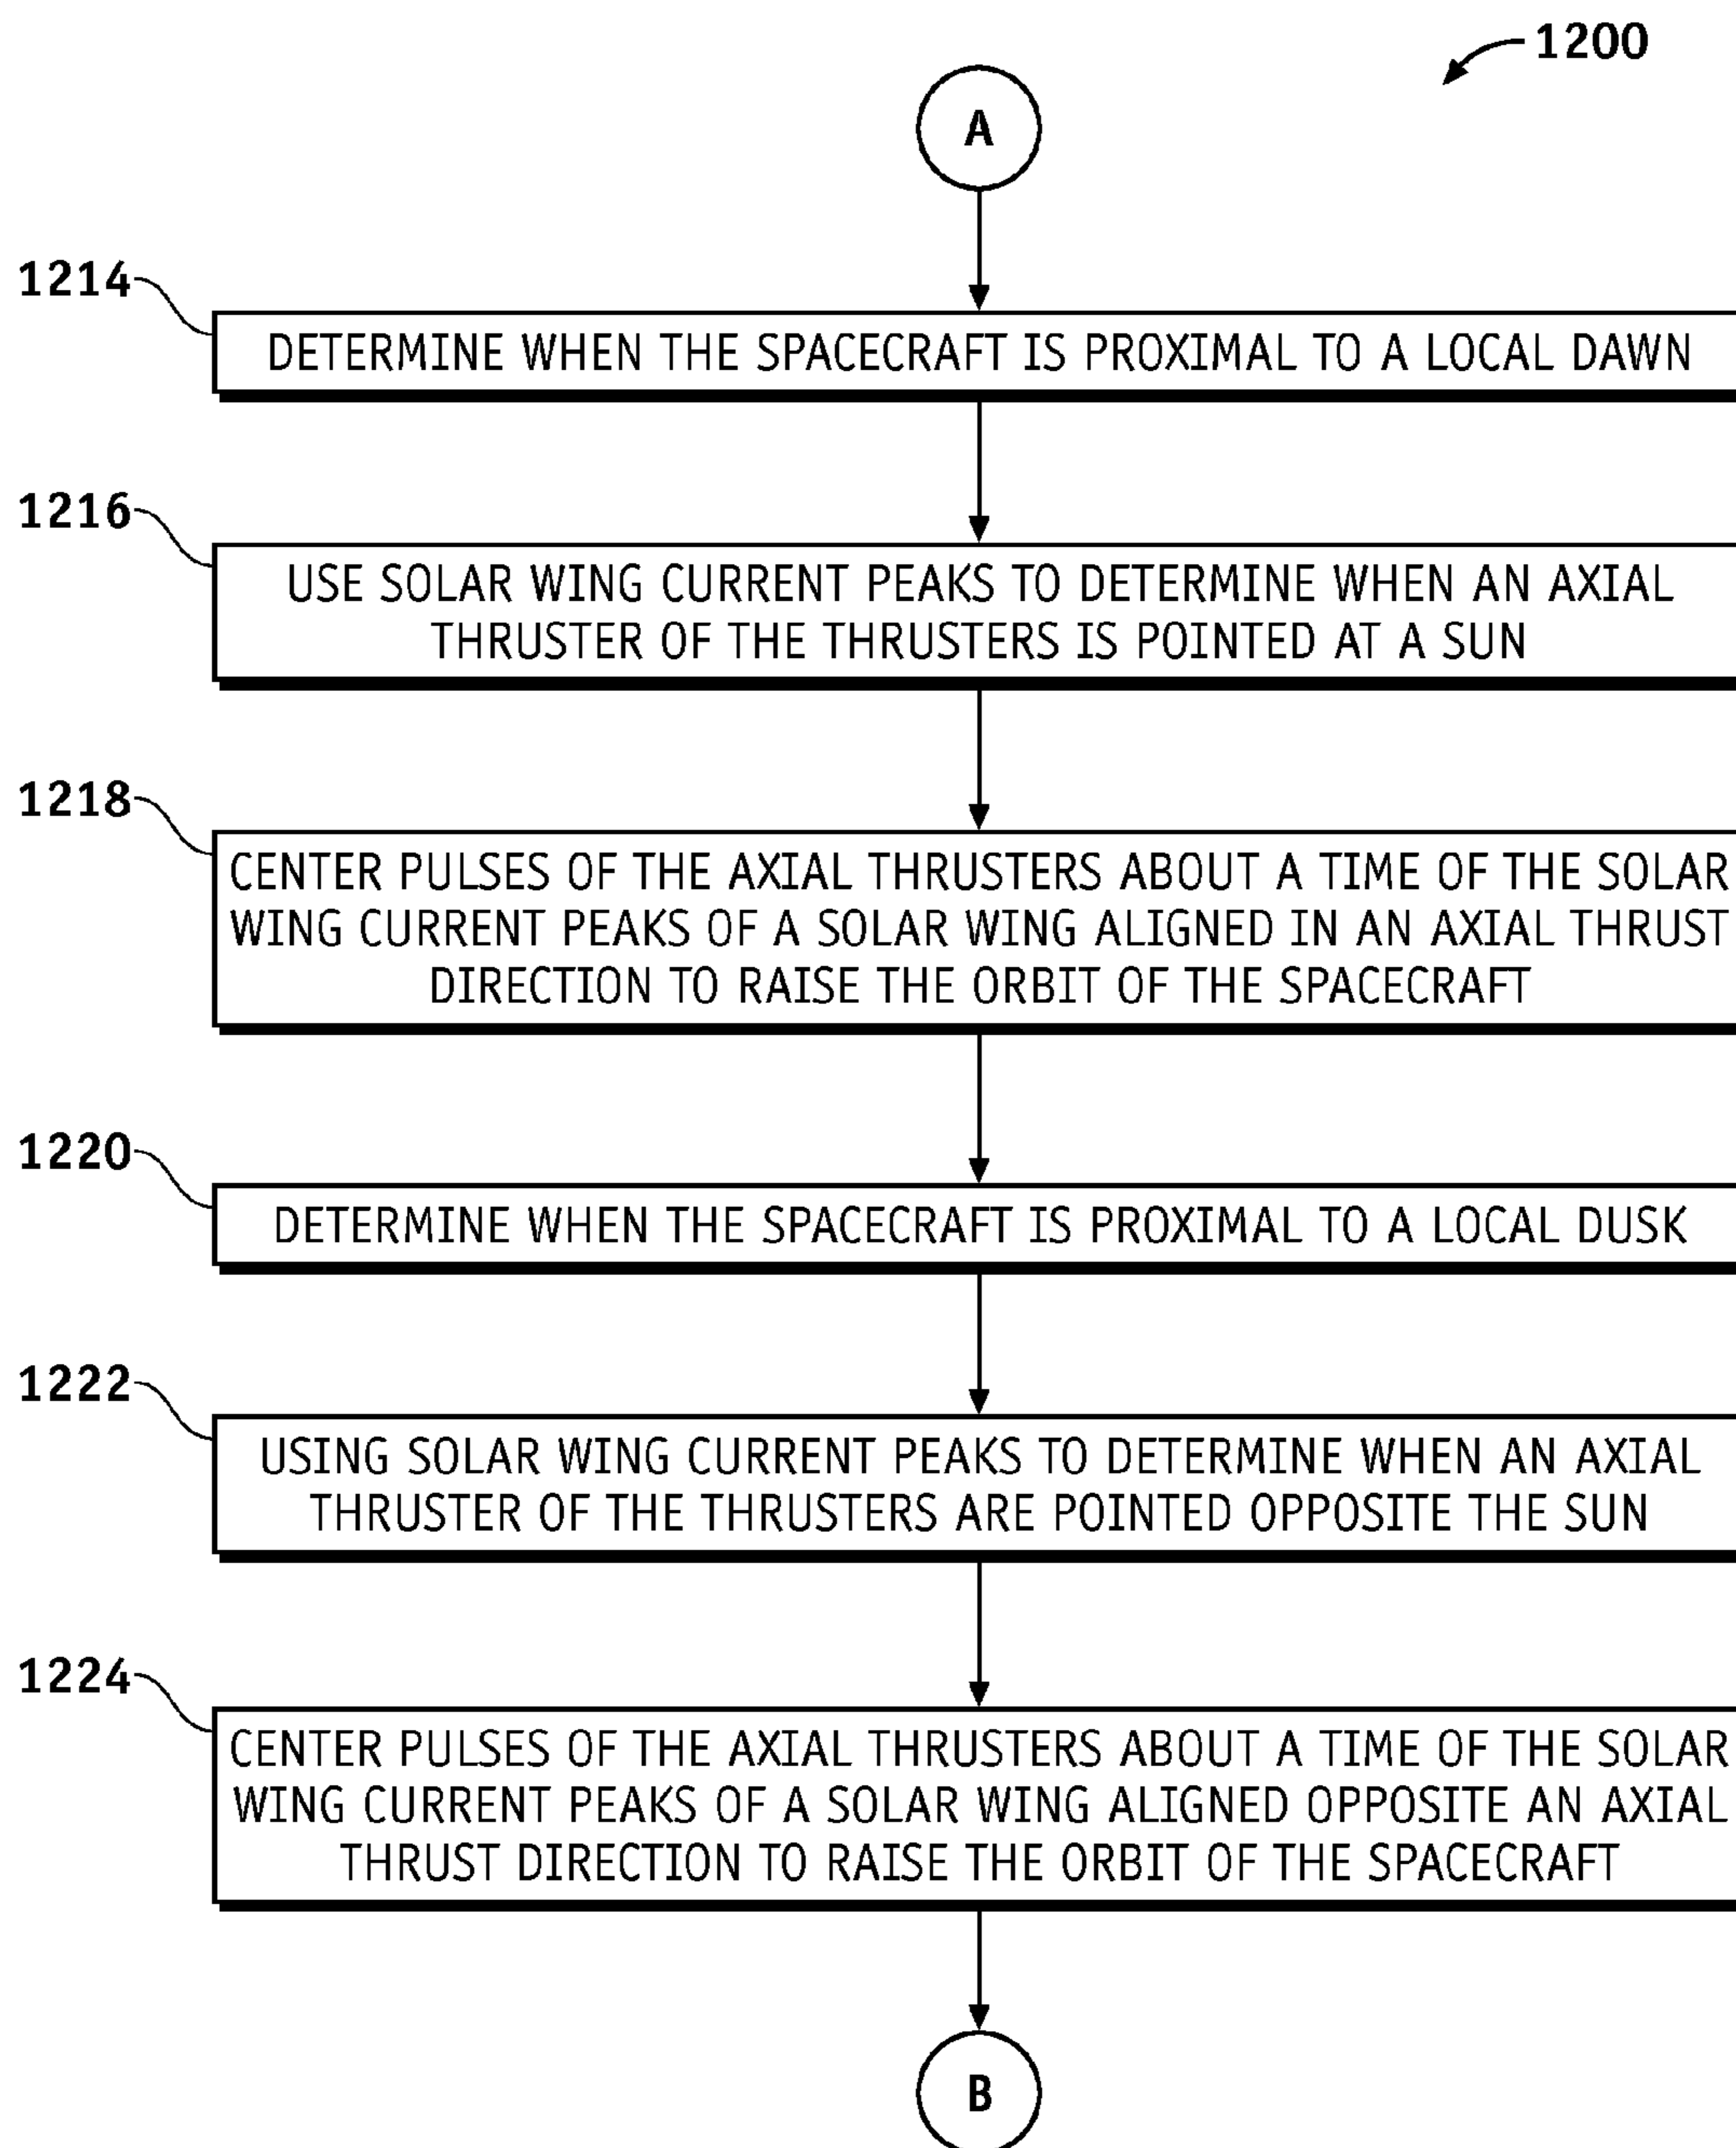 1200
A
1214
DETERMINE WHEN THE SPACECRAFT IS PROXIMAL TO A LOCAL DAWN
1216
USE SOLAR WING CURRENT PEAKS TO DETERMINE WHEN AN AXIAL
THRUSTER OF THE THRUSTERS IS POINTED AT A SUN
1218
CENTER PULSES OF THE AXIAL THRUSTERS ABOUT A TIME OF THE SOLAR
WING CURRENT PEAKS OF A SOLAR WING ALIGNED IN AN AXIAL THRUST
DIRECTION TO RAISE THE ORBIT OF THE SPACECRAFT
1220
DETERMINE WHEN THE SPACECRAFT IS PROXIMAL TO A LOCAL DUSK
1222
USING SOLAR WING CURRENT PEAKS TO DETERMINE WHEN AN AXIAL
THRUSTER OF THE THRUSTERS ARE POINTED OPPOSITE THE SUN
1224
CENTER PULSES OF THE AXIAL THRUSTERS ABOUT A TIME OF THE SOLAR
WING CURRENT PEAKS OF A SOLAR WING ALIGNED OPPOSITE AN AXIAL
THRUST DIRECTION TO RAISE THE ORBIT OF THE SPACECRAFT
B